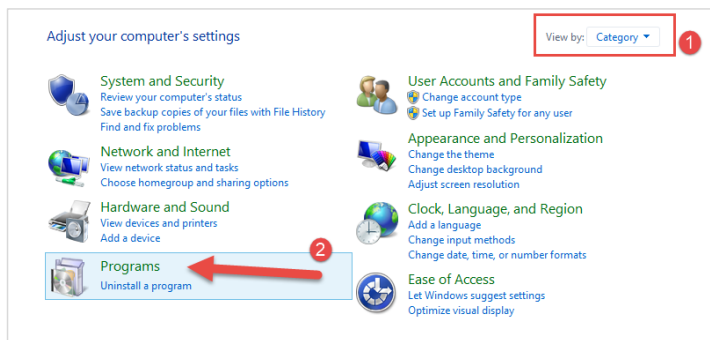 Adjust your computer's settings
View by: Category
1
System and Security
Review your computer's status
Save backup copies of your files with File History
Find and fix problems
Network and Internet
View network status and tasks
Choose homegroup and sharing options
Hardware and Sound
View devices and printers
Add a device
2
Programs
Uninstall a program
User Accounts and Family Safety
Change account type
Set up Family Safety for any user
Appearance and Personalization
Change the theme
Change desktop background
Adjust screen resolution
Clock, Language, and Region
Add a language
Change input methods
Change date, time, or number formats
Ease of Access
Let Windows suggest settings
Optimize visual display